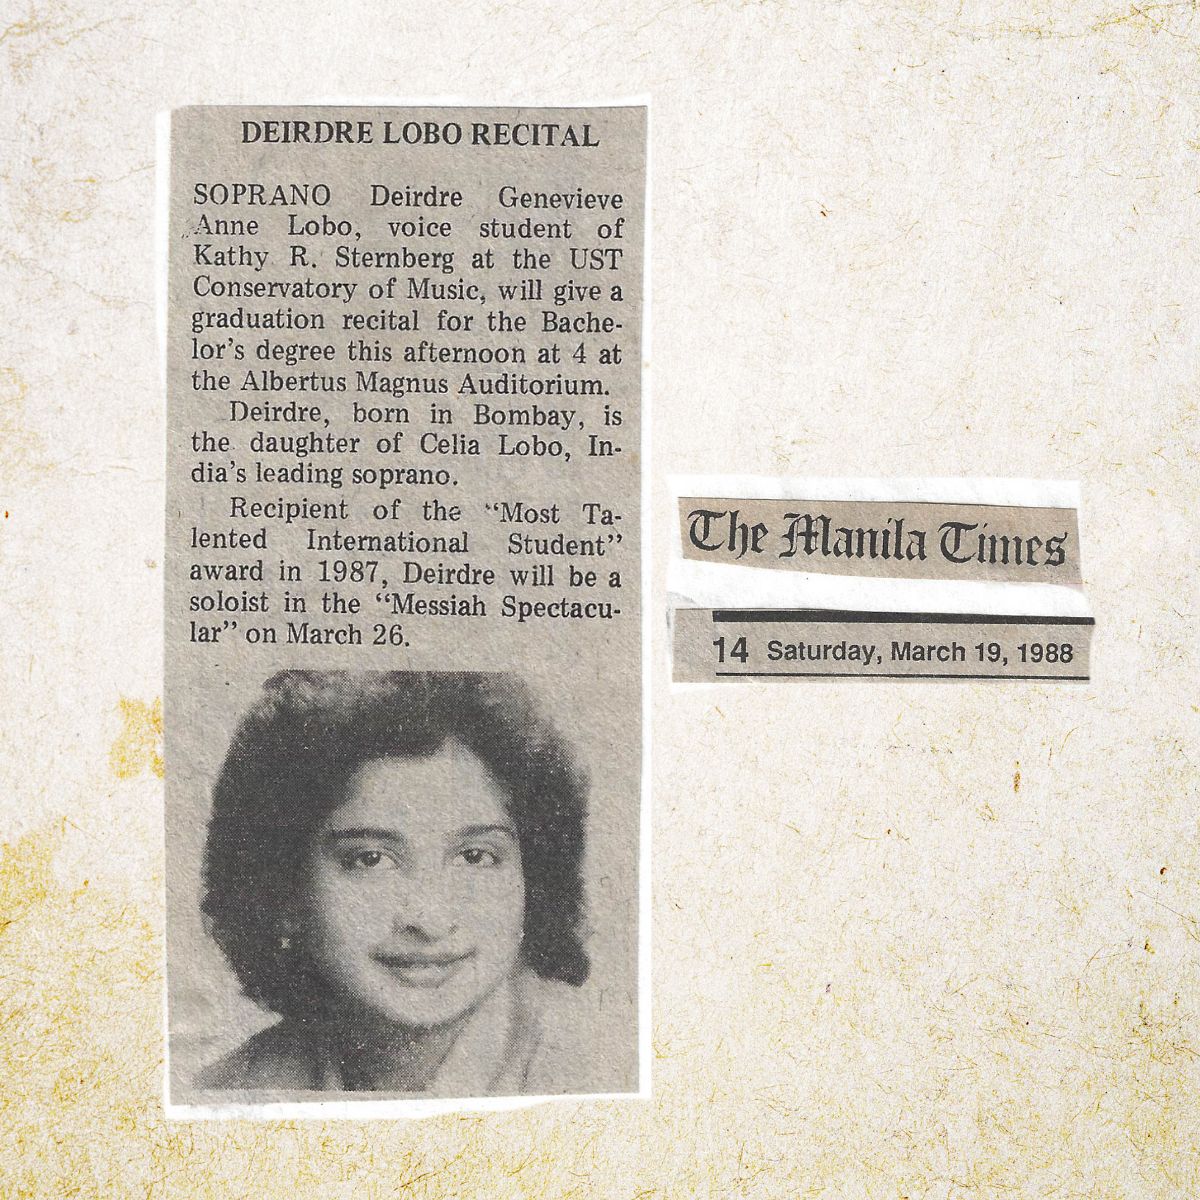 DEIRDRE LOBO RECITAL
SOPRANO Deirdre Genevieve
Anne Lobo, voice student of
Kathy R. Sternberg at the UST
Conservatory of Music, will give a
graduation recital for the Bache-
lor's degree this afternoon at 4 at
the Albertus Magnus Auditorium.
Deirdre, born in Bombay, is
the daughter of Celia Lobo, In-
dia's leading soprano.
Recipient of the "Most Ta-
lented International Student"
award in 1987, Deirdre will be a
soloist in the "Messiah Spectacu-
lar" on March 26.
The Manila Times
14 Saturday, March 19, 1988